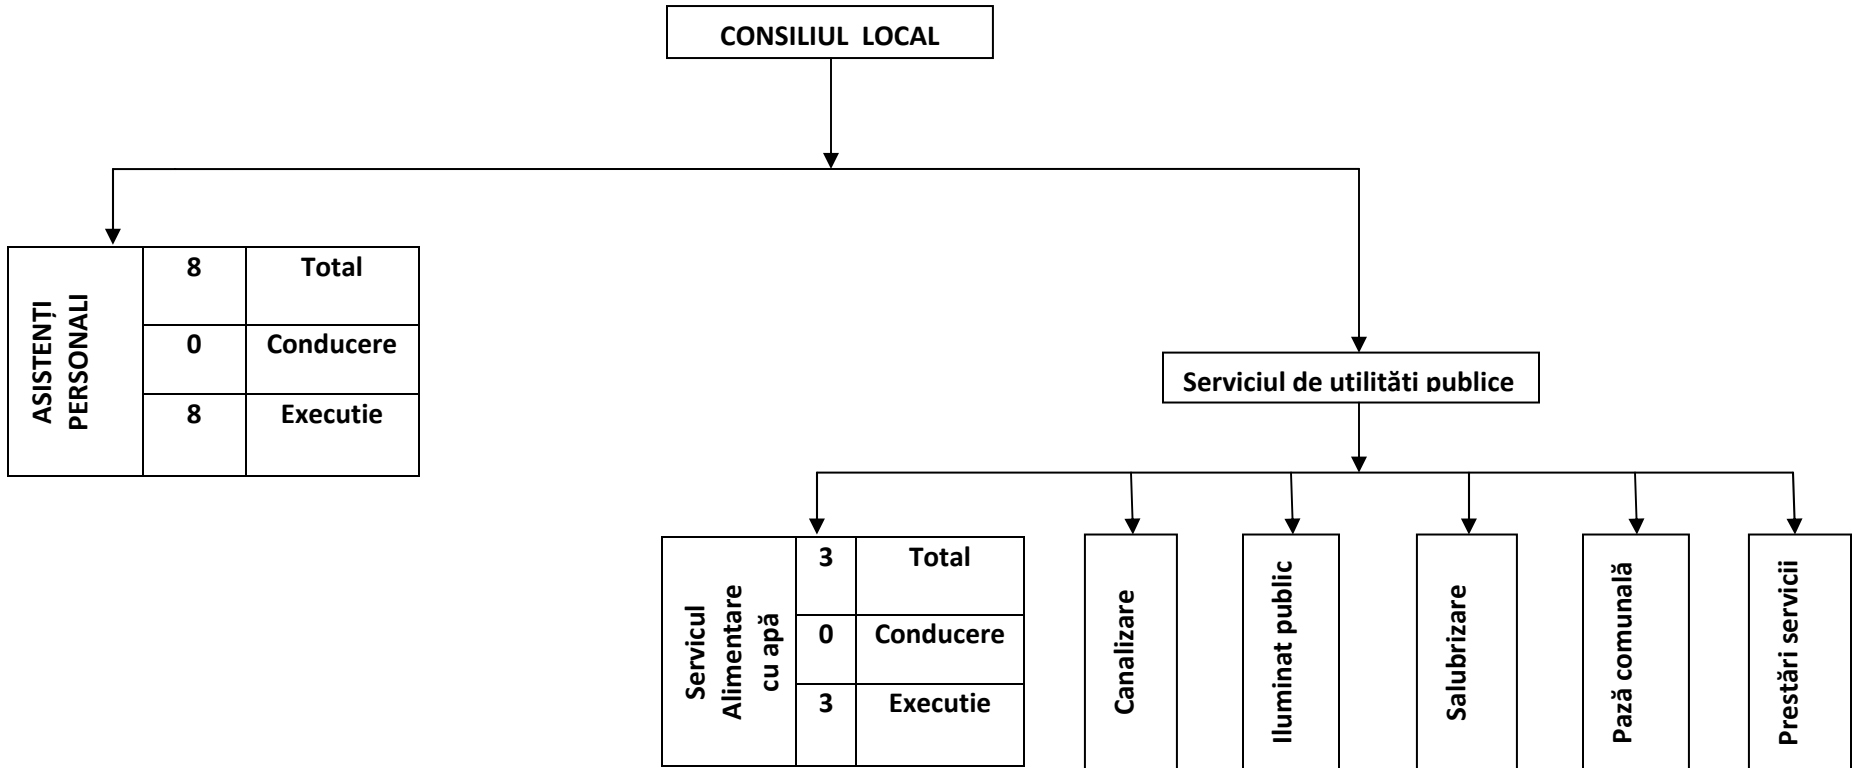 CONSILIUL LOCAL
ASISTENȚI
PERSONALI
8 Total
0 Conducere
8 Executie
Serviciul de utilități publice
Servicul
Alimentare
cu apă
3 Total
0 Conducere
3 Executie
Canalizare
Iluminat public
Salubrizare
Pază comunală
Prestări servicii